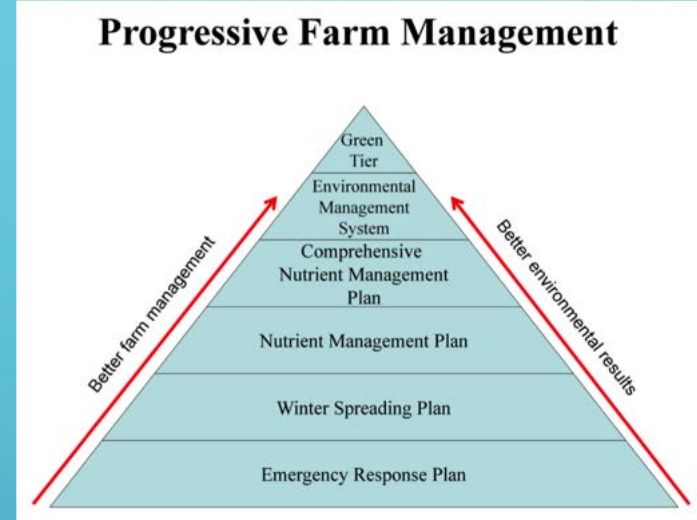 Progressive Farm Management
Green
Tier
Environmental
Management
System
Comprehensive
Nutrient Management
Plan
Nutrient Management Plan
Winter Spreading Plan
Emergency Response Plan
Better farm management
Better environmental results